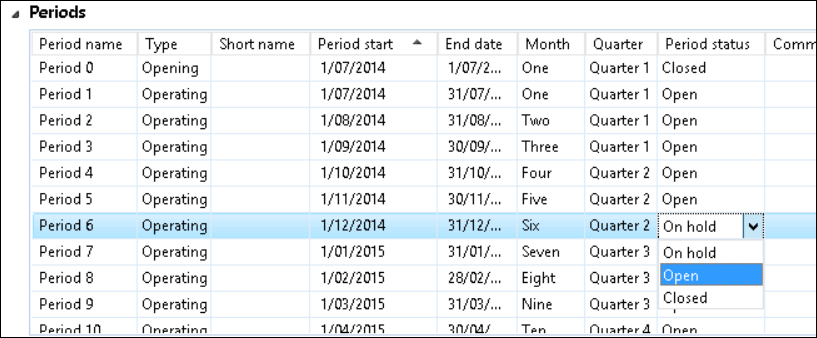 Periods
Period name Type Short name Period start End date Month Quarter Period status Comm
Period 0 Opening 1/07/2014 1/07/2... One Quarter 1 Closed
Period 1 Operating 1/07/2014 31/07/... One Quarter 1 Open
Period 2 Operating 1/08/2014 31/08/... Two Quarter 1 Open
Period 3 Operating 1/09/2014 30/09/... Three Quarter 1 Open
Period 4 Operating 1/10/2014 31/10/... Four Quarter 2 Open
Period 5 Operating 1/11/2014 30/11/... Five Quarter 2 Open
Period 6 Operating 1/12/2014 31/12/... Six Quarter 2 On hold
Period 7 Operating 1/01/2015 31/01/... Seven Quarter 3 On hold
Period 8 Operating 1/02/2015 28/02/... Eight Quarter 3 Open
Period 9 Operating 1/03/2015 31/03/... Nine Quarter 3 Closed
Period 10 Operating 1/04/2015 30/04/... Ten Quarter 4 Open